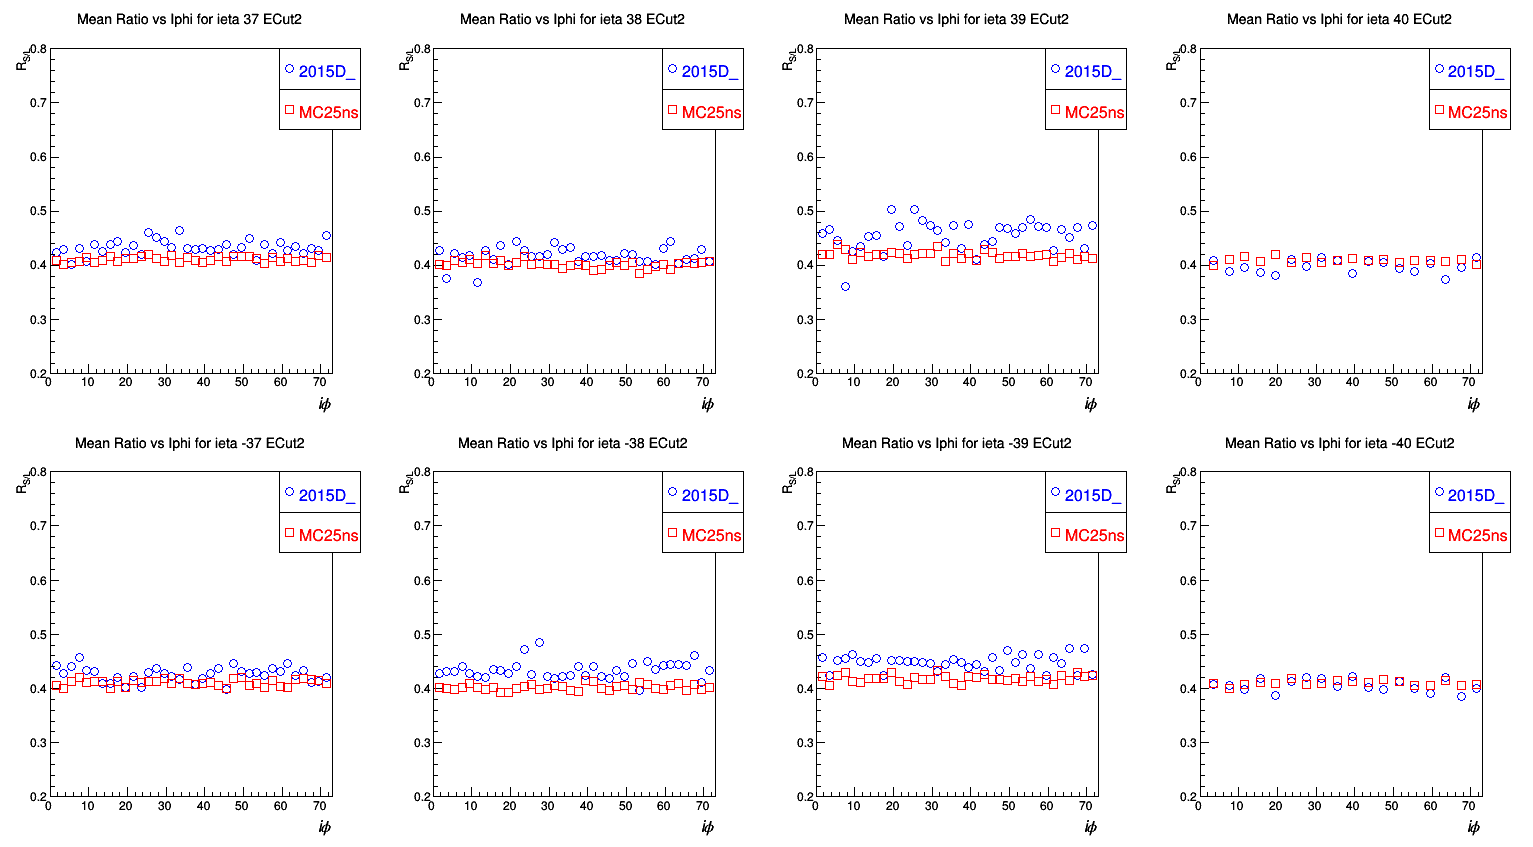 Mean Ratio vs Iphi for ieta 37 ECut2
R_S/L
0.8
0.7
0.6
0.5
0.4
0.3
0.2
2015D_
MC25ns
0 10 20 30 40 50 60 70
iϕ
Mean Ratio vs Iphi for ieta 38 ECut2
R_S/L
0.8
0.7
0.6
0.5
0.4
0.3
0.2
2015D_
MC25ns
0 10 20 30 40 50 60 70
iϕ
Mean Ratio vs Iphi for ieta 39 ECut2
R_S/L
0.8
0.7
0.6
0.5
0.4
0.3
0.2
2015D_
MC25ns
0 10 20 30 40 50 60 70
iϕ
Mean Ratio vs Iphi for ieta 40 ECut2
R_S/L
0.8
0.7
0.6
0.5
0.4
0.3
0.2
2015D_
MC25ns
0 10 20 30 40 50 60 70
iϕ
Mean Ratio vs Iphi for ieta -37 ECut2
R_S/L
0.8
0.7
0.6
0.5
0.4
0.3
0.2
2015D_
MC25ns
0 10 20 30 40 50 60 70
iϕ
Mean Ratio vs Iphi for ieta -38 ECut2
R_S/L
0.8
0.7
0.6
0.5
0.4
0.3
0.2
2015D_
MC25ns
0 10 20 30 40 50 60 70
iϕ
Mean Ratio vs Iphi for ieta -39 ECut2
R_S/L
0.8
0.7
0.6
0.5
0.4
0.3
0.2
2015D_
MC25ns
0 10 20 30 40 50 60 70
iϕ
Mean Ratio vs Iphi for ieta -40 ECut2
R_S/L
0.8
0.7
0.6
0.5
0.4
0.3
0.2
2015D_
MC25ns
0 10 20 30 40 50 60 70
iϕ